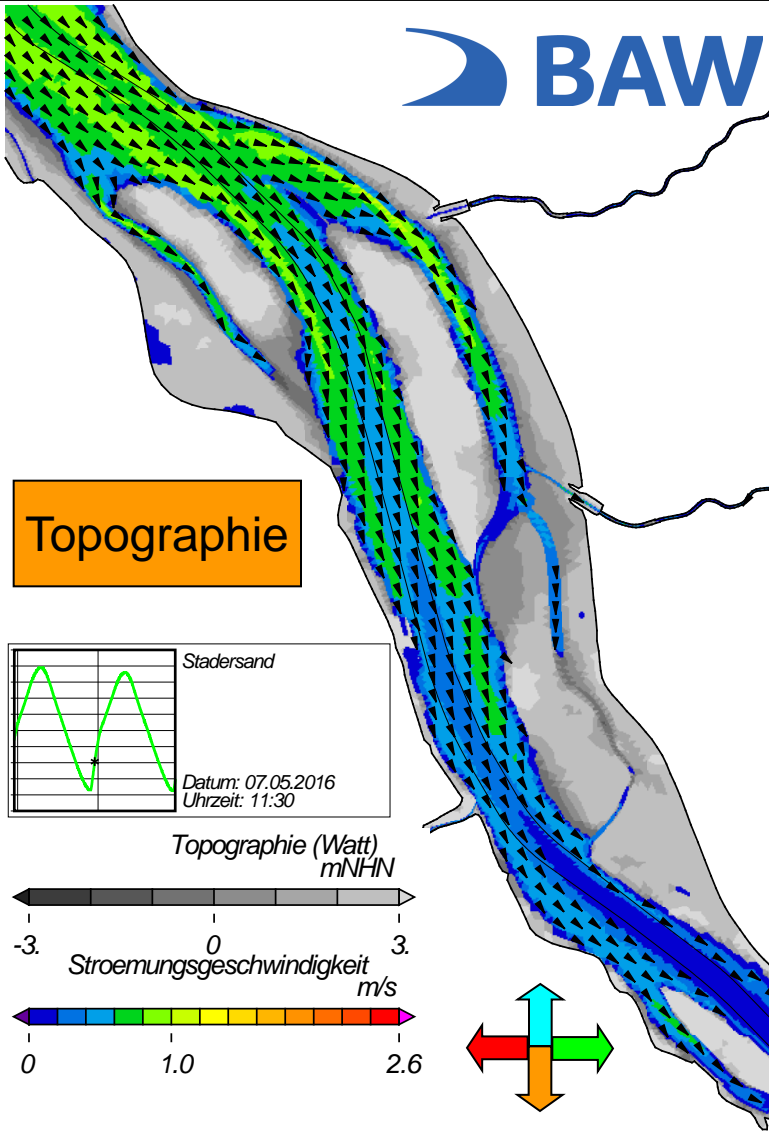 BAW
Topographie
Stadersand
Datum: 07.05.2016
Uhrzeit: 11:30
Topographie (Watt)
mNHN
-3. 0 3.
Stroemungsgeschwindigkeit
m/s
0 1.0 2.6